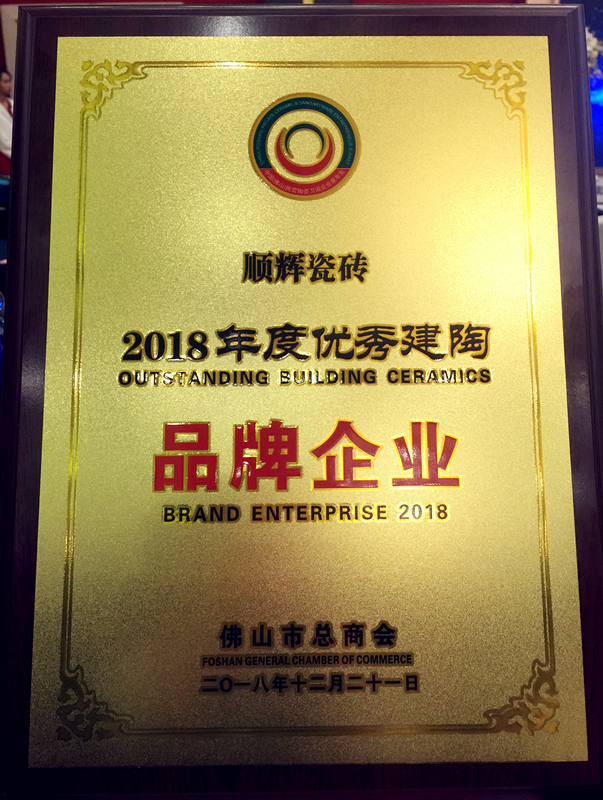 顺辉瓷砖
2018年度优秀建陶
OUTSTANDING BUILDING CERAMICS
品牌企业
BRAND ENTERPRISE 2018
佛山市总商会
FOSHAN GENERAL CHAMBER OF COMMERCE
二〇一八年十二月二十一日